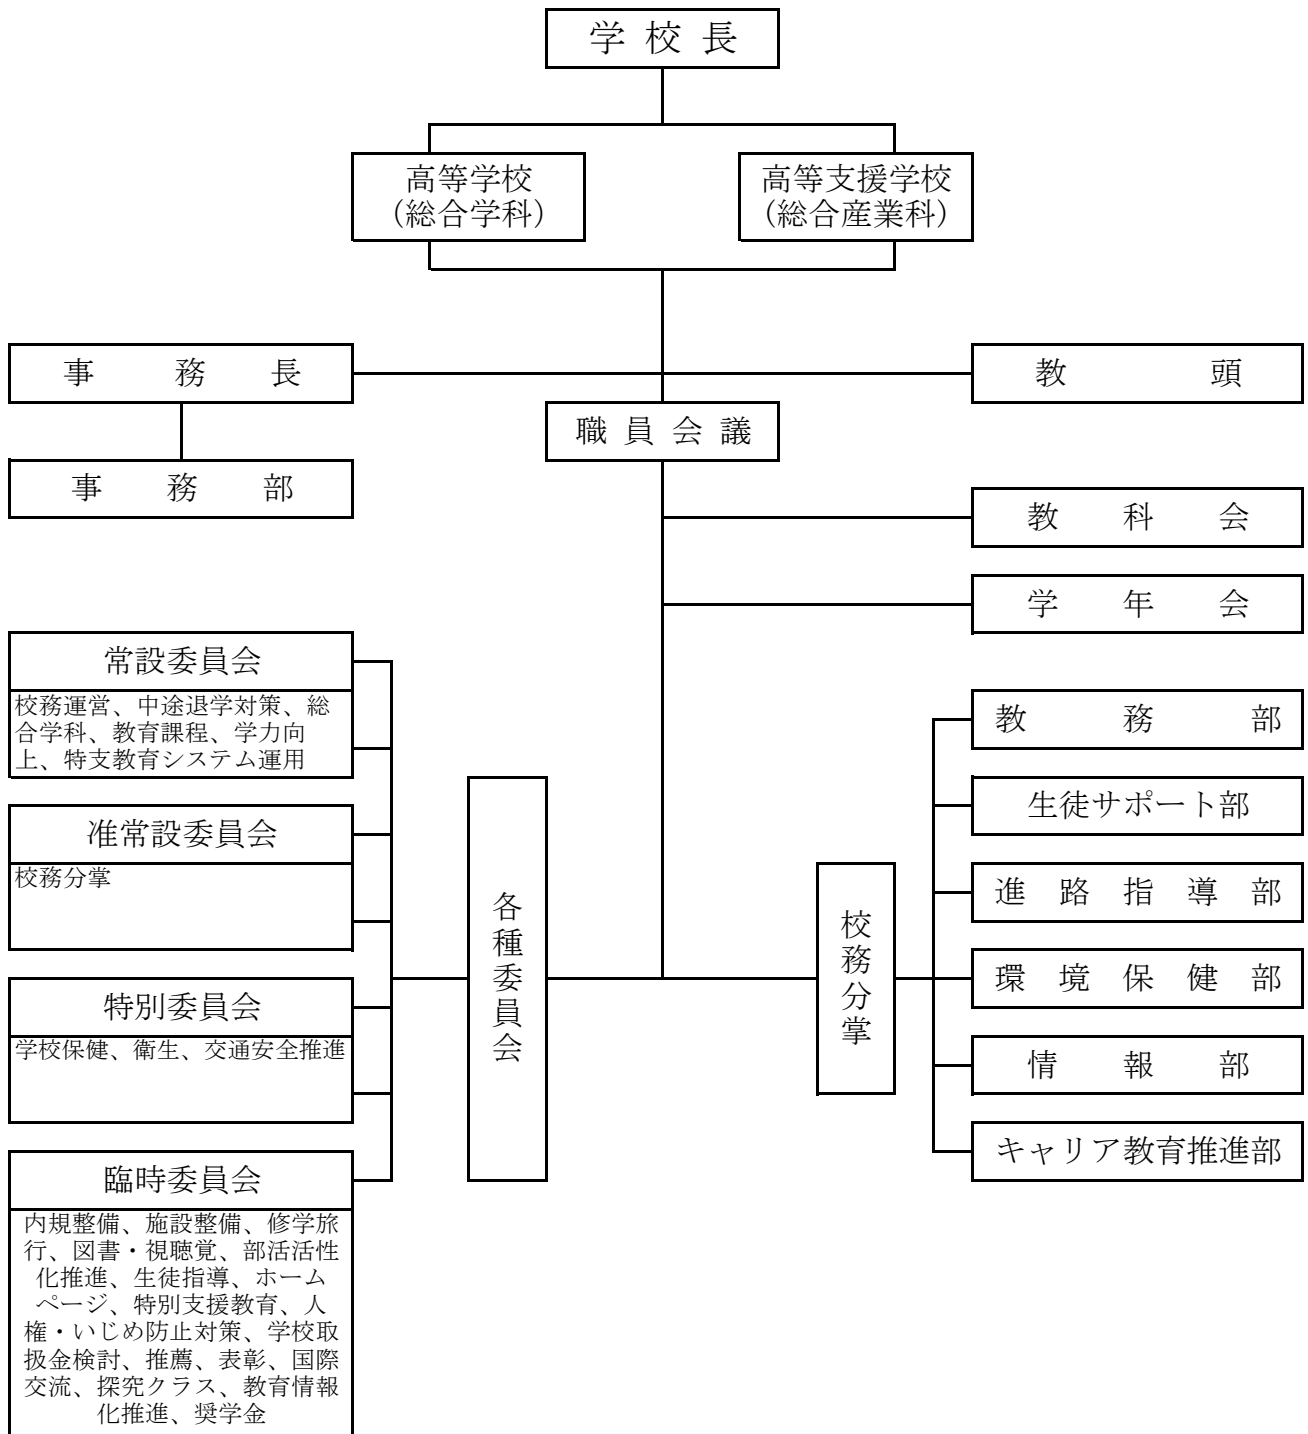 学校長
高等学校
（総合学科）
高等支援学校
（総合産業科）
事務長
教頭
職員会議
事務部
教科会
学年会
常設委員会
校務運営、中途退学対策、総
合学科、教育課程、学力向
上、特支教育システム運用
准常設委員会
校務分掌
特別委員会
学校保健、衛生、交通安全推進
臨時委員会
内規整備、施設整備、修学旅
行、図書・視聴覚、部活活性
化推進、生徒指導、ホーム
ページ、特別支援教育、人
権・いじめ防止対策、学校取
扱金検討、推薦、表彰、国際
交流、探究クラス、教育情報
化推進、奨学金
各種委員会
校務分掌
教務部
生徒サポート部
進路指導部
環境保健部
情報部
キャリア教育推進部